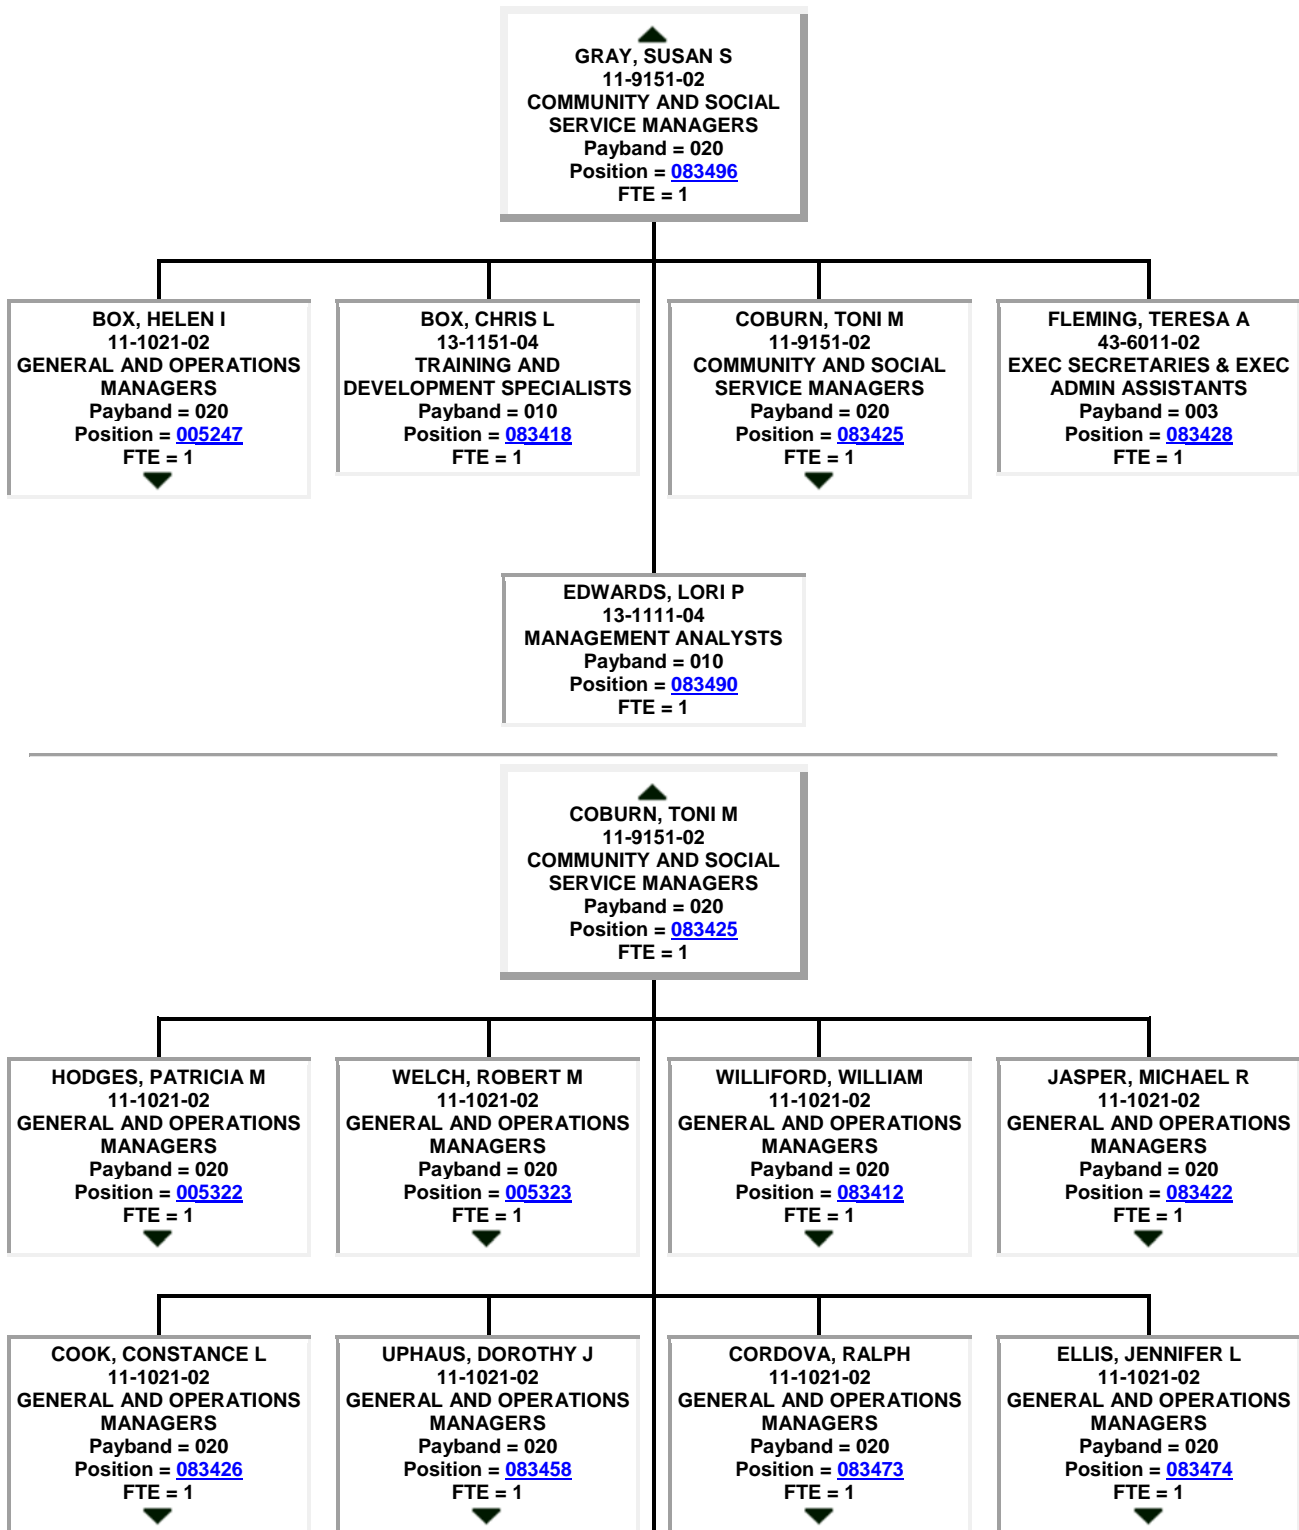 GRAY, SUSAN S
11-9151-02
COMMUNITY AND SOCIAL
SERVICE MANAGERS
Payband = 020
Position = 083496
FTE = 1
BOX, HELEN I
11-1021-02
GENERAL AND OPERATIONS
MANAGERS
Payband = 020
Position = 005247
FTE = 1
BOX, CHRIS L
13-1151-04
TRAINING AND
DEVELOPMENT SPECIALISTS
Payband = 010
Position = 083418
FTE = 1
COBURN, TONI M
11-9151-02
COMMUNITY AND SOCIAL
SERVICE MANAGERS
Payband = 020
Position = 083425
FTE = 1
FLEMING, TERESA A
43-6011-02
EXEC SECRETARIES & EXEC
ADMIN ASSISTANTS
Payband = 003
Position = 083428
FTE = 1
EDWARDS, LORI P
13-1111-04
MANAGEMENT ANALYSTS
Payband = 010
Position = 083490
FTE = 1
COBURN, TONI M
11-9151-02
COMMUNITY AND SOCIAL
SERVICE MANAGERS
Payband = 020
Position = 083425
FTE = 1
HODGES, PATRICIA M
11-1021-02
GENERAL AND OPERATIONS
MANAGERS
Payband = 020
Position = 005322
FTE = 1
WELCH, ROBERT M
11-1021-02
GENERAL AND OPERATIONS
MANAGERS
Payband = 020
Position = 005323
FTE = 1
WILLIFORD, WILLIAM
11-1021-02
GENERAL AND OPERATIONS
MANAGERS
Payband = 020
Position = 083412
FTE = 1
JASPER, MICHAEL R
11-1021-02
GENERAL AND OPERATIONS
MANAGERS
Payband = 020
Position = 083422
FTE = 1
COOK, CONSTANCE L
11-1021-02
GENERAL AND OPERATIONS
MANAGERS
Payband = 020
Position = 083426
FTE = 1
UPHAUS, DOROTHY J
11-1021-02
GENERAL AND OPERATIONS
MANAGERS
Payband = 020
Position = 083458
FTE = 1
CORDOVA, RALPH
11-1021-02
GENERAL AND OPERATIONS
MANAGERS
Payband = 020
Position = 083473
FTE = 1
ELLIS, JENNIFER L
11-1021-02
GENERAL AND OPERATIONS
MANAGERS
Payband = 020
Position = 083474
FTE = 1